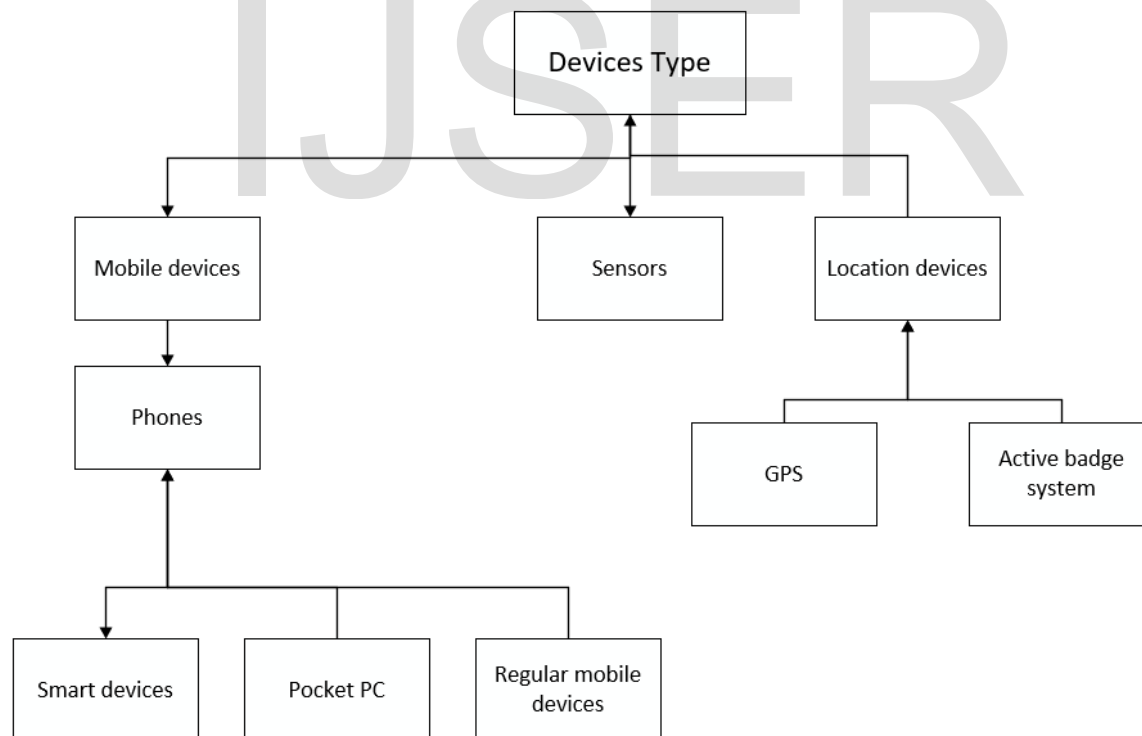 IJSER
Devices Type
Mobile devices
Sensors
Location devices
Phones
GPS
Active badge
system
Smart devices
Pocket PC
Regular mobile
devices